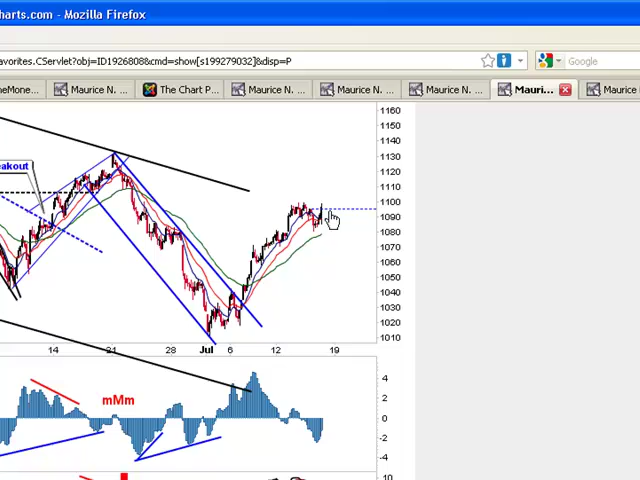 harts.com - Mozilla Firefox
avorites.CServlet?obj=ID1926808&cmd=show[s199279032]&disp=P
Google
neMone...
Maurice N. ...
The Chart P...
Maurice N. ...
Maurice N. ...
Maurice N. ...
Mauri...
Maurice N.
1160
1150
1140
1130
1120
1110
1100
1090
1080
1070
1060
1050
1040
1030
1020
1010
eakout
14
21
28
Jul
6
12
19
mMm
4
2
0
-2
-4
10